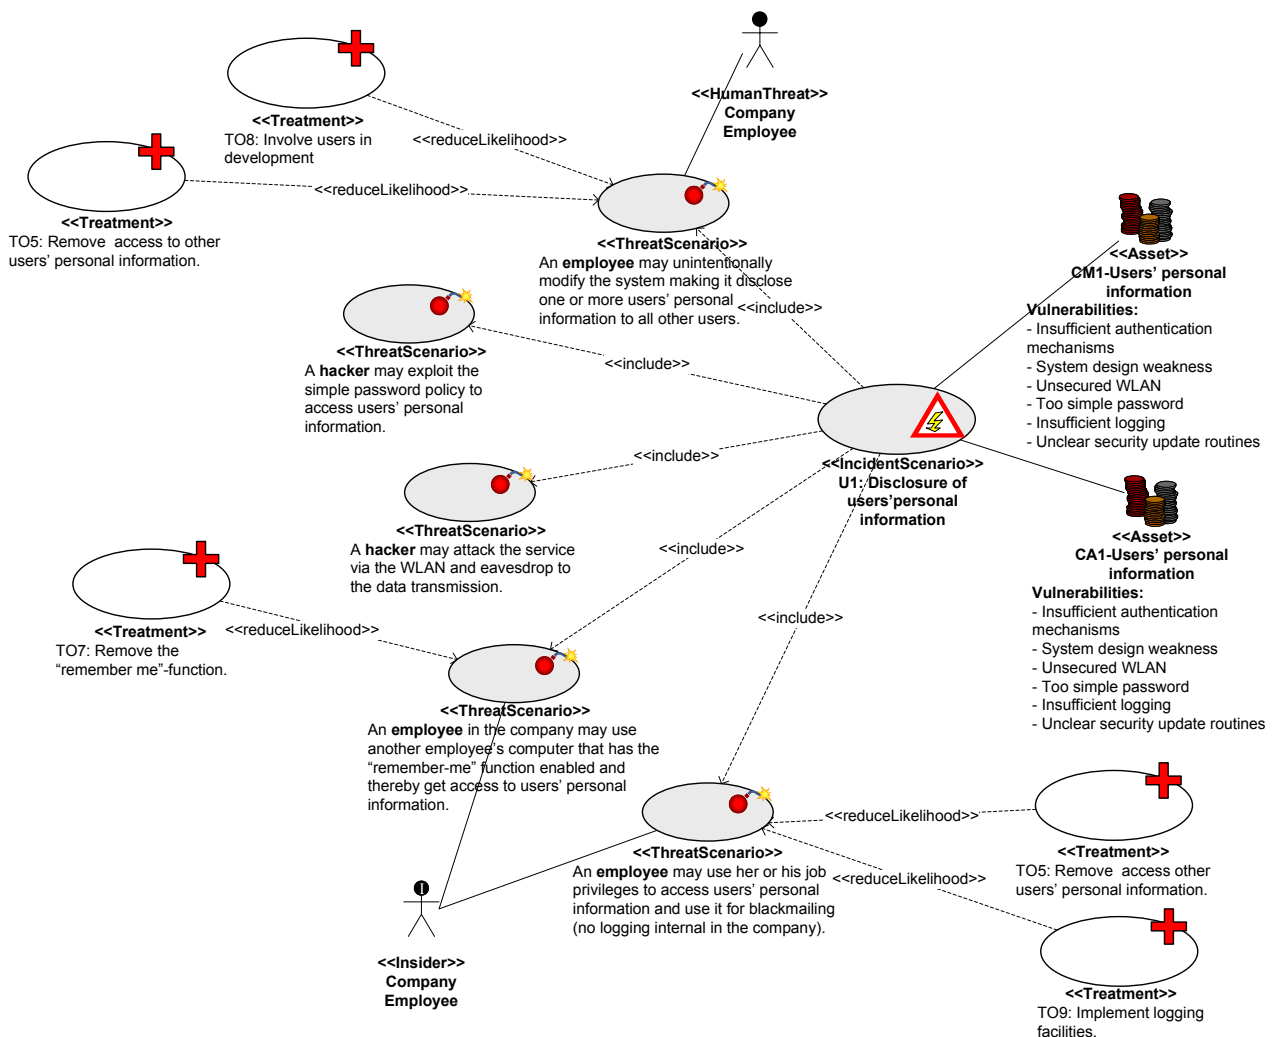 <<HumanThreat>>
Company
Employee
<<Treatment>>
TO8: Involve users in
development
<<reduceLikelihood>>
<<reduceLikelihood>>
<<Treatment>>
TO5: Remove  access to other
users’ personal information.
<<ThreatScenario>>
An employee may unintentionally
modify the system making it disclose
one or more users’ personal
information to all other users.
<<include>>
<<Asset>>
CM1-Users’ personal
information
Vulnerabilities:
- Insufficient authentication
mechanisms
- System design weakness
- Unsecured WLAN
- Too simple password
- Insufficient logging
- Unclear security update routines
<<ThreatScenario>>
A hacker may exploit the
simple password policy to
access users’ personal
information.
<<include>>
<<include>>
<<IncidentScenario>>
U1: Disclosure of
users’personal
information
<<ThreatScenario>>
A hacker may attack the service
via the WLAN and eavesdrop to
the data transmission.
<<include>>
<<include>>
<<Asset>>
CA1-Users’ personal
information
Vulnerabilities:
- Insufficient authentication
mechanisms
- System design weakness
- Unsecured WLAN
- Too simple password
- Insufficient logging
- Unclear security update routines
<<Treatment>>
TO7: Remove the
“remember me”-function.
<<reduceLikelihood>>
<<ThreatScenario>>
An employee in the company may use
another employee’s computer that has the
“remember-me” function enabled and
thereby get access to users’ personal
information.
<<ThreatScenario>>
An employee may use her or his job
privileges to access users’ personal
information and use it for blackmailing
(no logging internal in the company).
<<reduceLikelihood>>
<<reduceLikelihood>>
<<Treatment>>
TO5: Remove  access other
users’ personal information.
I
<<Insider>>
Company
Employee
<<Treatment>>
TO9: Implement logging
facilities.